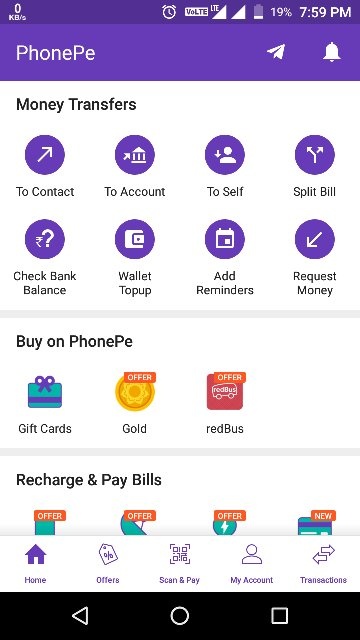 0
KB/s
VoLTE
LTE
19%
7:59 PM
PhonePe
Money Transfers
To Contact
To Account
To Self
Split Bill
₹?
Check Bank
Balance
Wallet
Topup
Add
Reminders
Request
Money
Buy on PhonePe
OFFER
OFFER
redBus
Gift Cards
Gold
redBus
Recharge & Pay Bills
OFFER
OFFER
OFFER
NEW
%
Home
Offers
Scan & Pay
My Account
Transactions